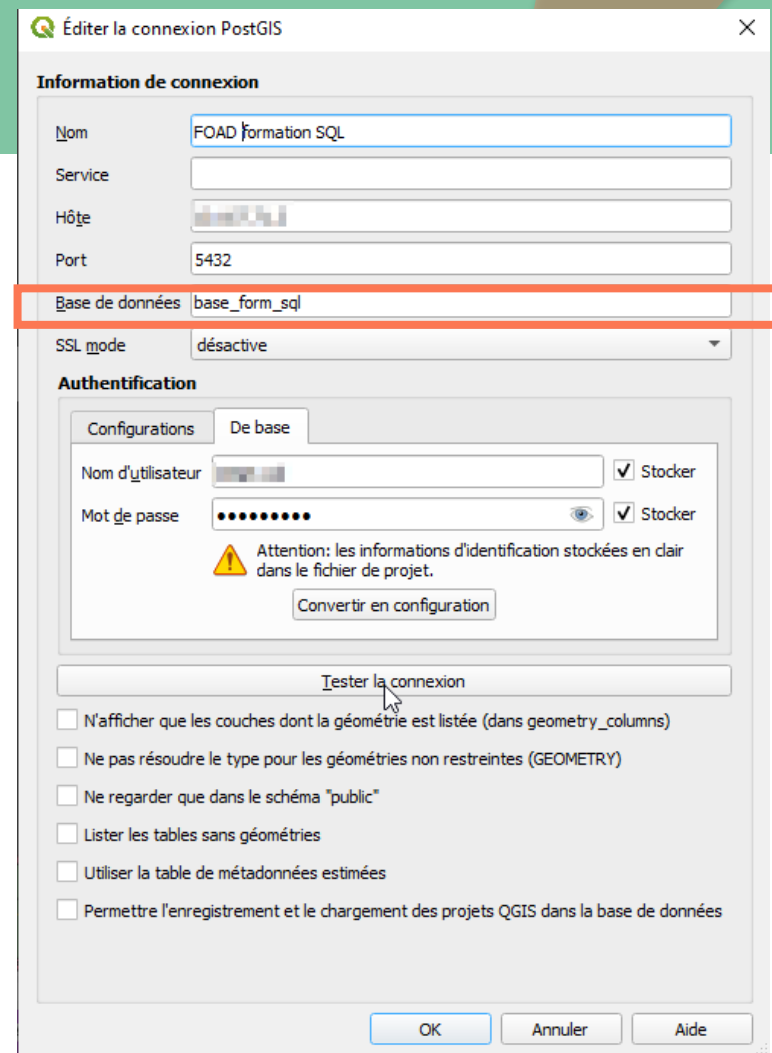 Éditer la connexion PostGIS
Information de connexion
Nom FOAD formation SQL
Service
Hôte
Port 5432
Base de données base_form_sql
SSL mode désactive
Authentification
Configurations De base
Nom d'utilisateur Stocker
Mot de passe ●●●●●●●●● Stocker
Attention: les informations d'identification stockées en clair
dans le fichier de projet.
Convertir en configuration
Tester la connexion
N'afficher que les couches dont la géométrie est listée (dans geometry_columns)
Ne pas résoudre le type pour les géométries non restreintes (GEOMETRY)
Ne regarder que dans le schéma "public"
Lister les tables sans géométries
Utiliser la table de métadonnées estimées
Permettre l'enregistrement et le chargement des projets QGIS dans la base de données
OK Annuler Aide